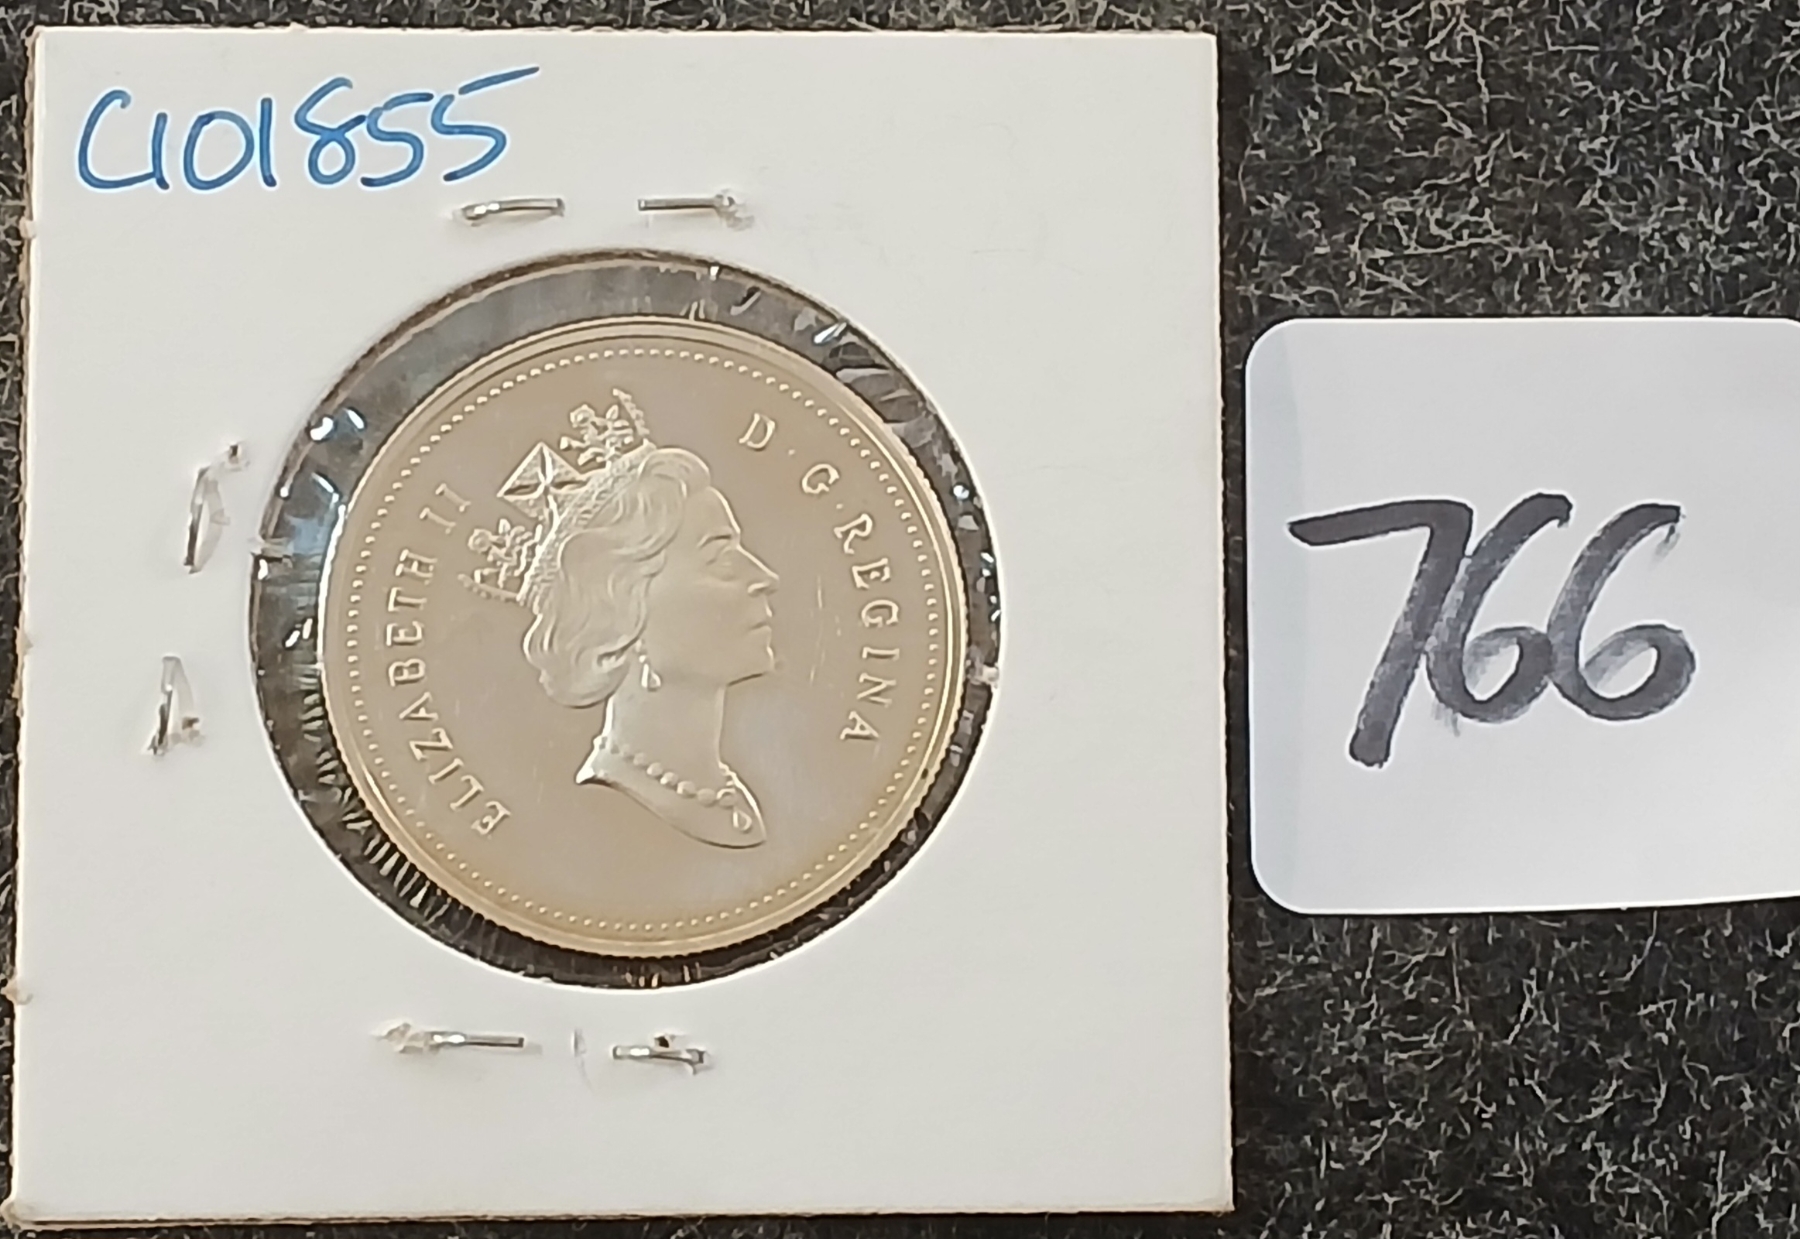 C101855
ELIZABETH II D·G·REGINA
766